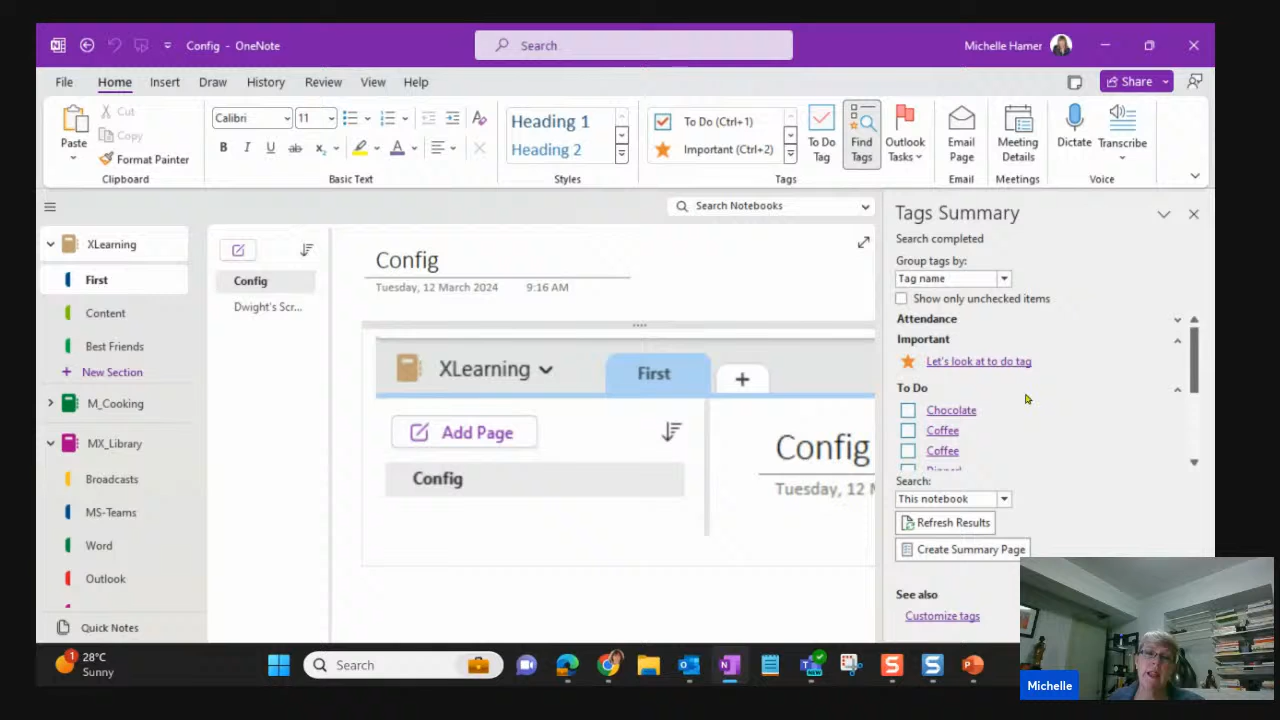 Config - OneNote
Search
Michelle Hamer
File Home Insert Draw History Review View Help
Share
Paste
Cut
Copy
Format Painter
Clipboard
Calibri
11
B I U ab
Basic Text
Heading 1
Heading 2
Styles
To Do (Ctrl+1)
Important (Ctrl+2)
Tags
To Do Tag
Find Tags
Outlook Tasks
Email Page
Email
Meeting Details
Meetings
Dictate
Transcribe
Voice
Search Notebooks
XLearning
First
Content
Best Friends
+ New Section
M_Cooking
MX_Library
Broadcasts
MS-Teams
Word
Outlook
Quick Notes
Config
Dwight's Scr...
Config
Tuesday, 12 March 2024 9:16 AM
XLearning
First
+
Add Page
Config
Config
Tuesday, 12 M
Tags Summary
Search completed
Group tags by:
Tag name
Show only unchecked items
Attendance
Important
Let's look at to do tag
To Do
Chocolate
Coffee
Coffee
Search:
This notebook
Refresh Results
Create Summary Page
See also
Customize tags
1
28°C
Sunny
Search
Michelle